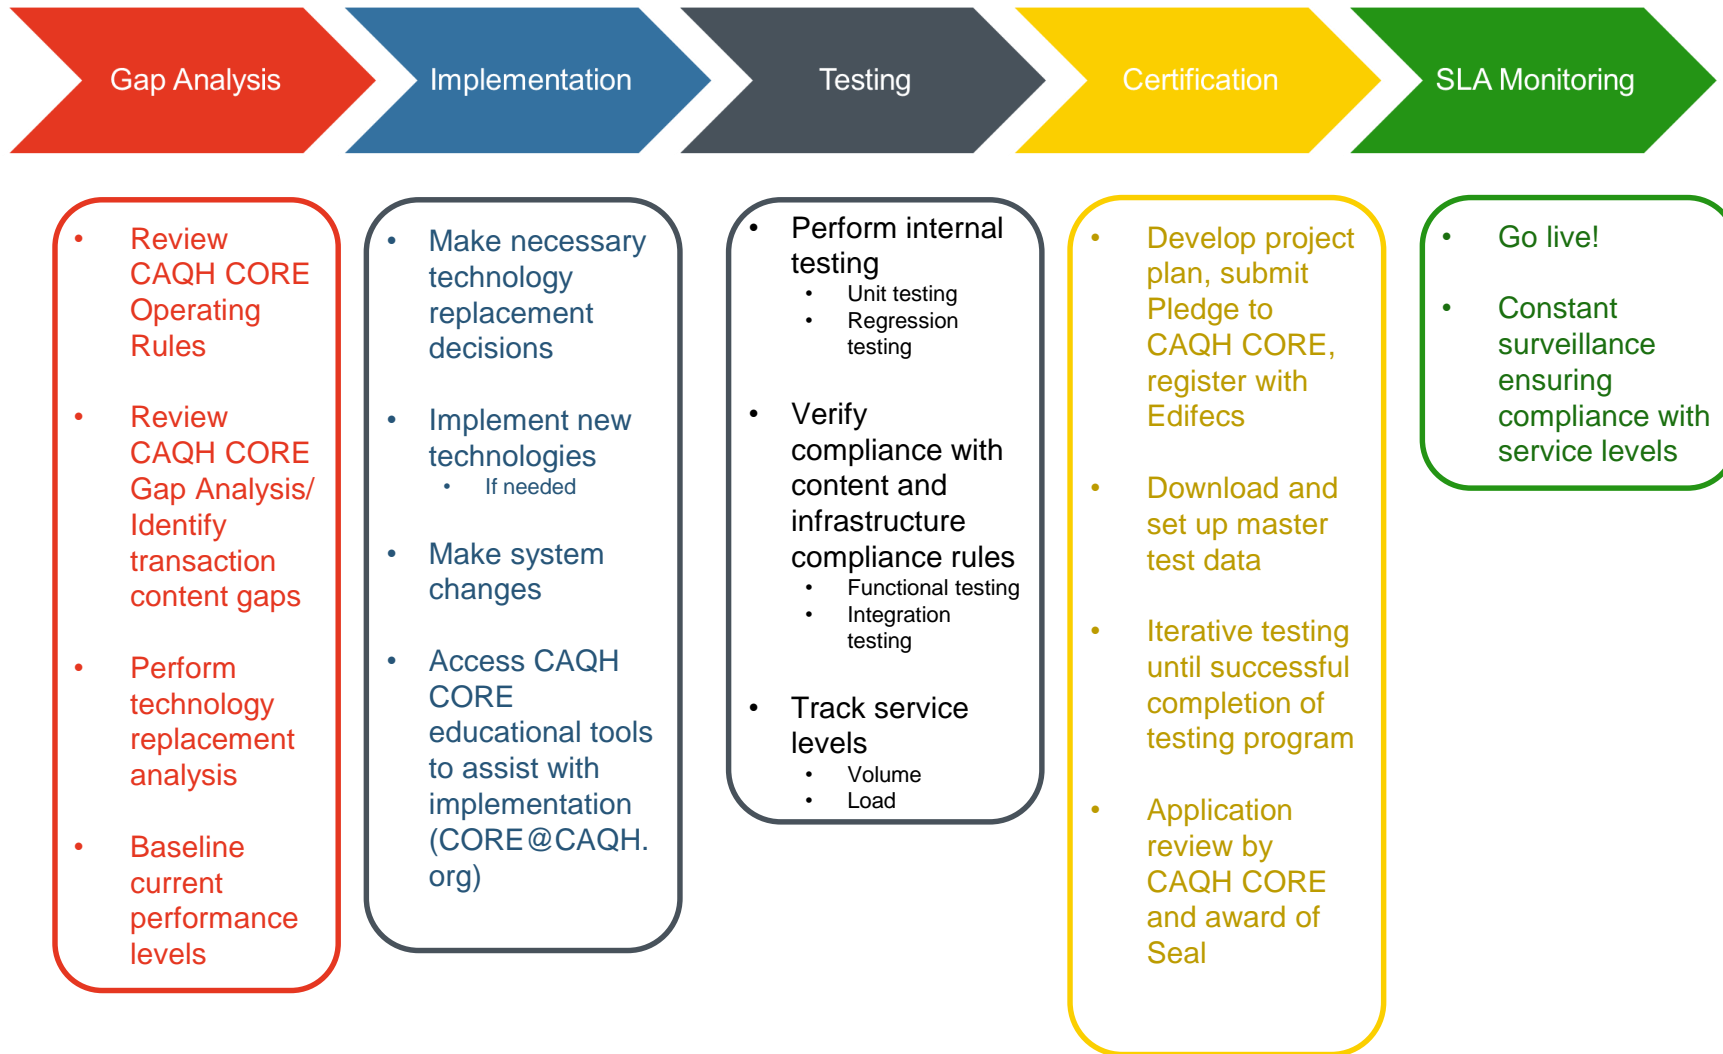 Gap Analysis
Implementation
Testing
Certification
SLA Monitoring
• Review
CAQH CORE
Operating
Rules
• Review
CAQH CORE
Gap Analysis/
Identify
transaction
content gaps
• Perform
technology
replacement
analysis
• Baseline
current
performance
levels
• Make necessary
technology
replacement
decisions
• Implement new
technologies
• If needed
• Make system
changes
• Access CAQH
CORE
educational tools
to assist with
implementation
(CORE@CAQH.
org)
• Perform internal
testing
• Unit testing
• Regression
testing
• Verify
compliance with
content and
infrastructure
compliance rules
• Functional testing
• Integration
testing
• Track service
levels
• Volume
• Load
• Develop project
plan, submit
Pledge to
CAQH CORE,
register with
Edifecs
• Download and
set up master
test data
• Iterative testing
until successful
completion of
testing program
• Application
review by
CAQH CORE
and award of
Seal
• Go live!
• Constant
surveillance
ensuring
compliance with
service levels